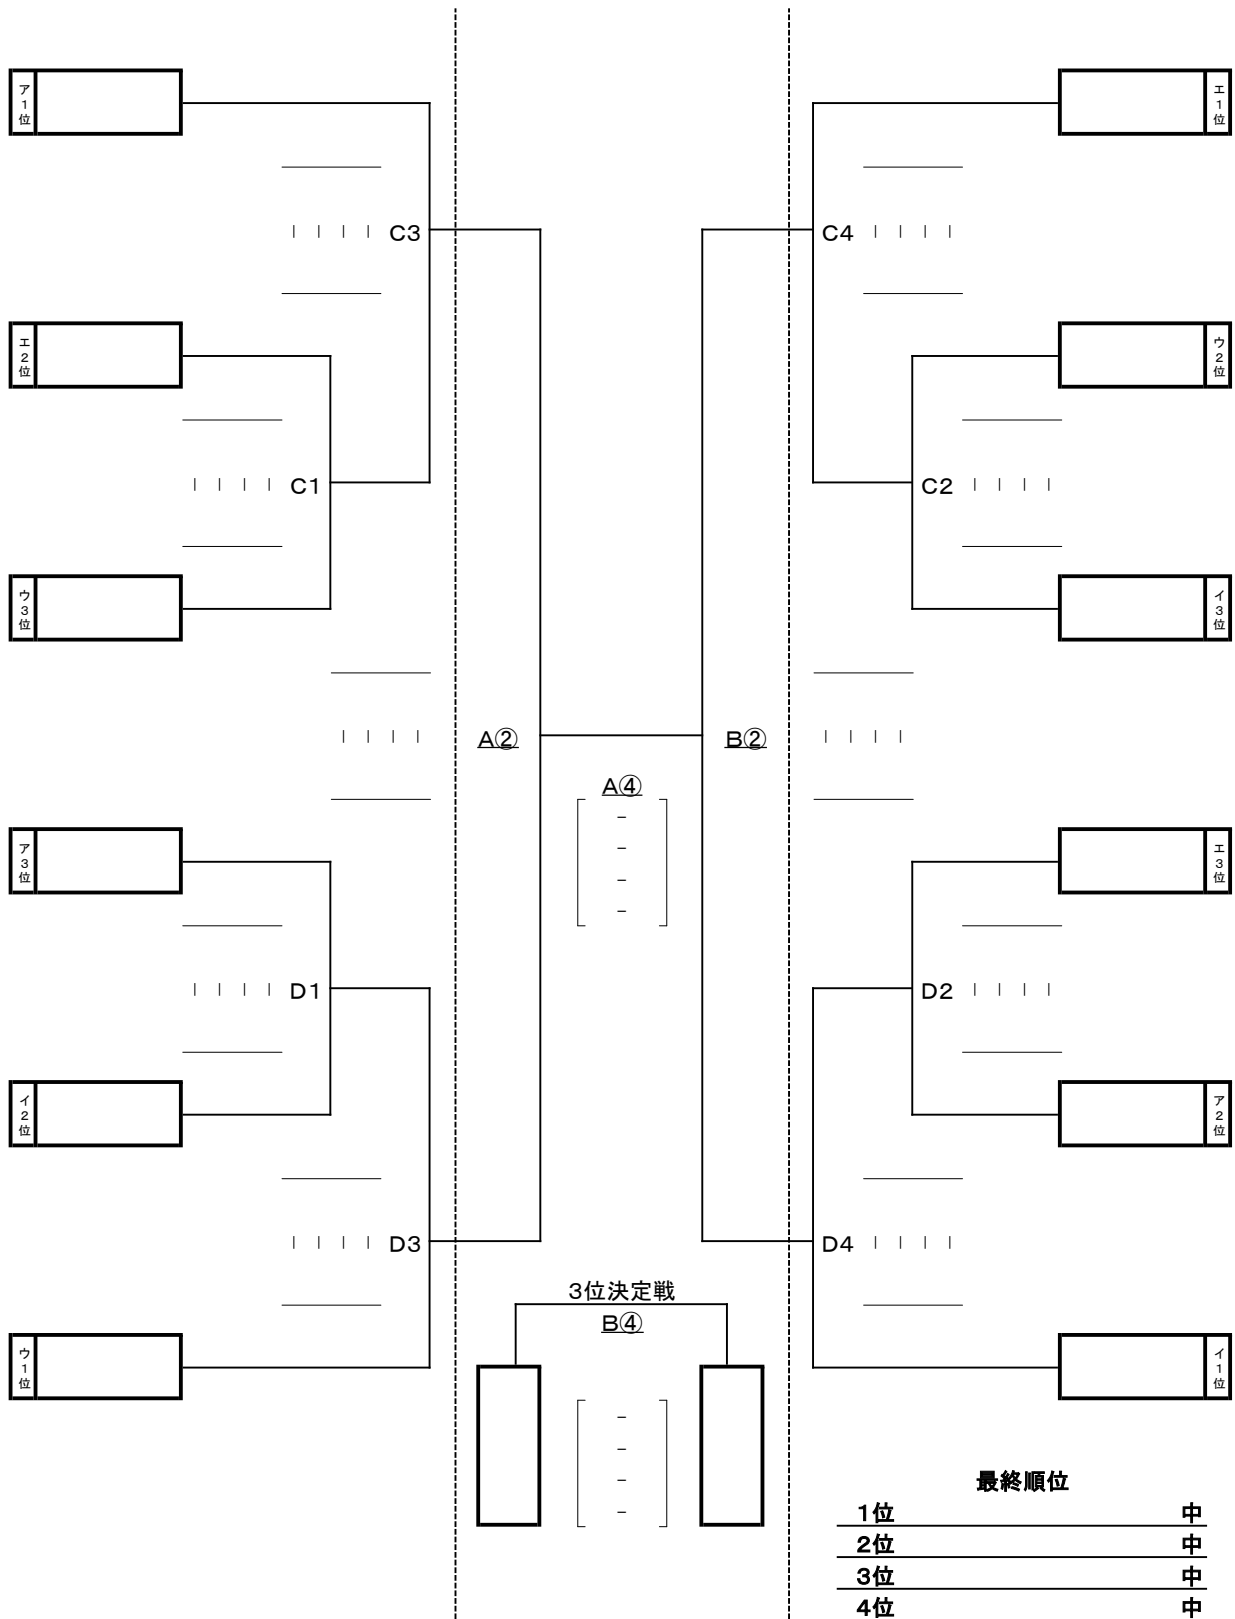 ア1位
エ1位
C3
C4
エ2位
ウ2位
C1
C2
ウ3位
イ3位
A②
B②
A④
-
-
-
-
ア3位
エ3位
D1
D2
イ2位
ア2位
D3
D4
3位決定戦
B④
ウ1位
イ1位
-
-
-
-
最終順位
1位 中
2位 中
3位 中
4位 中